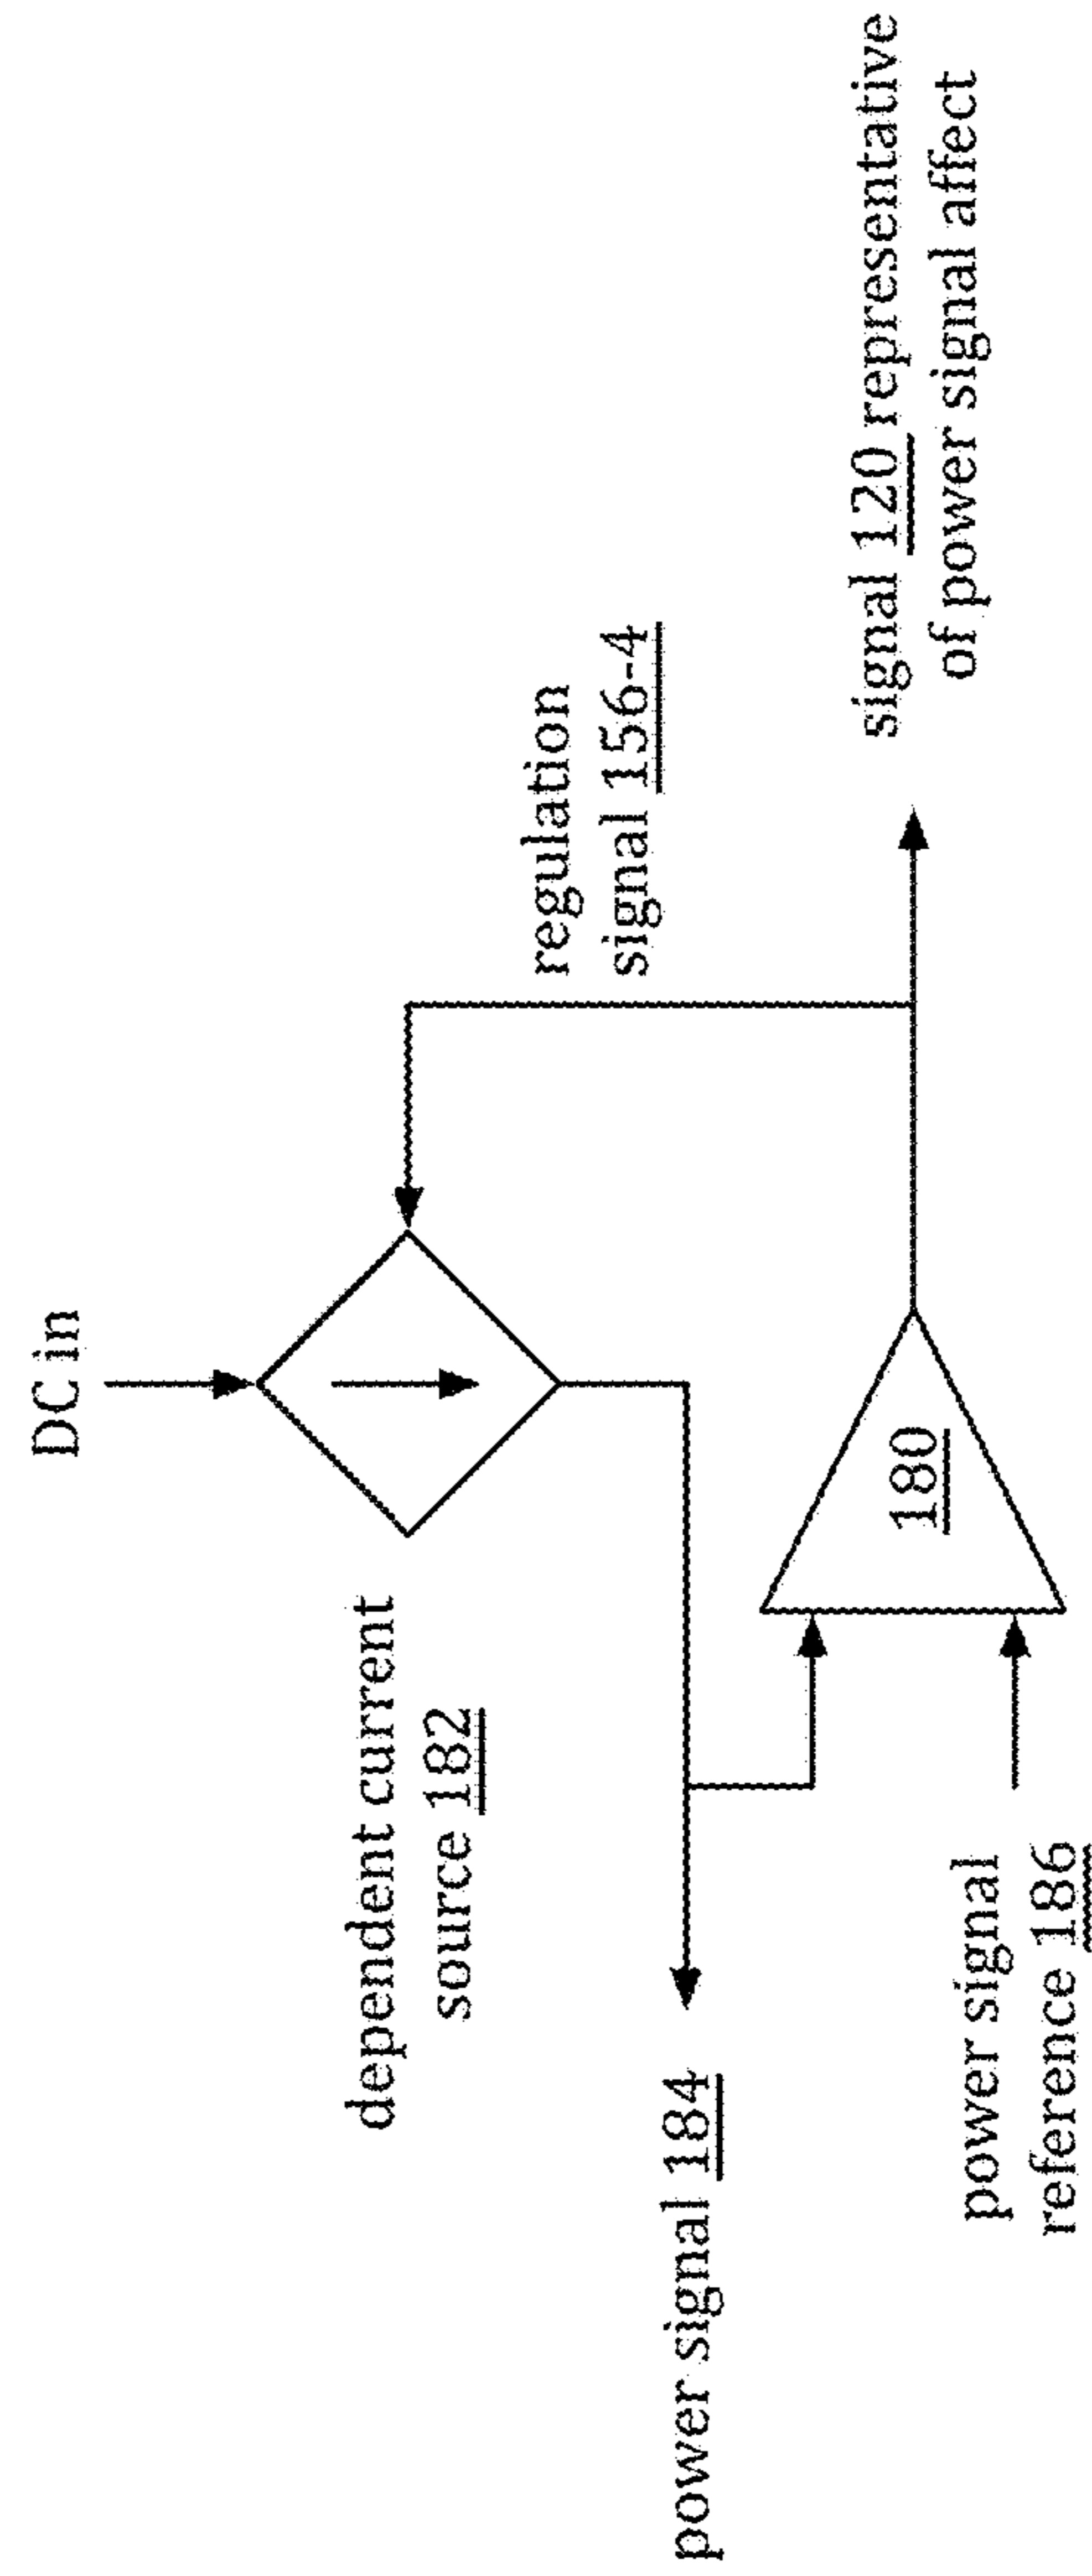 DC in
dependent current
source 182
regulation
signal 156-4
power signal 184
180
signal 120 representative
of power signal affect
power signal
reference 186